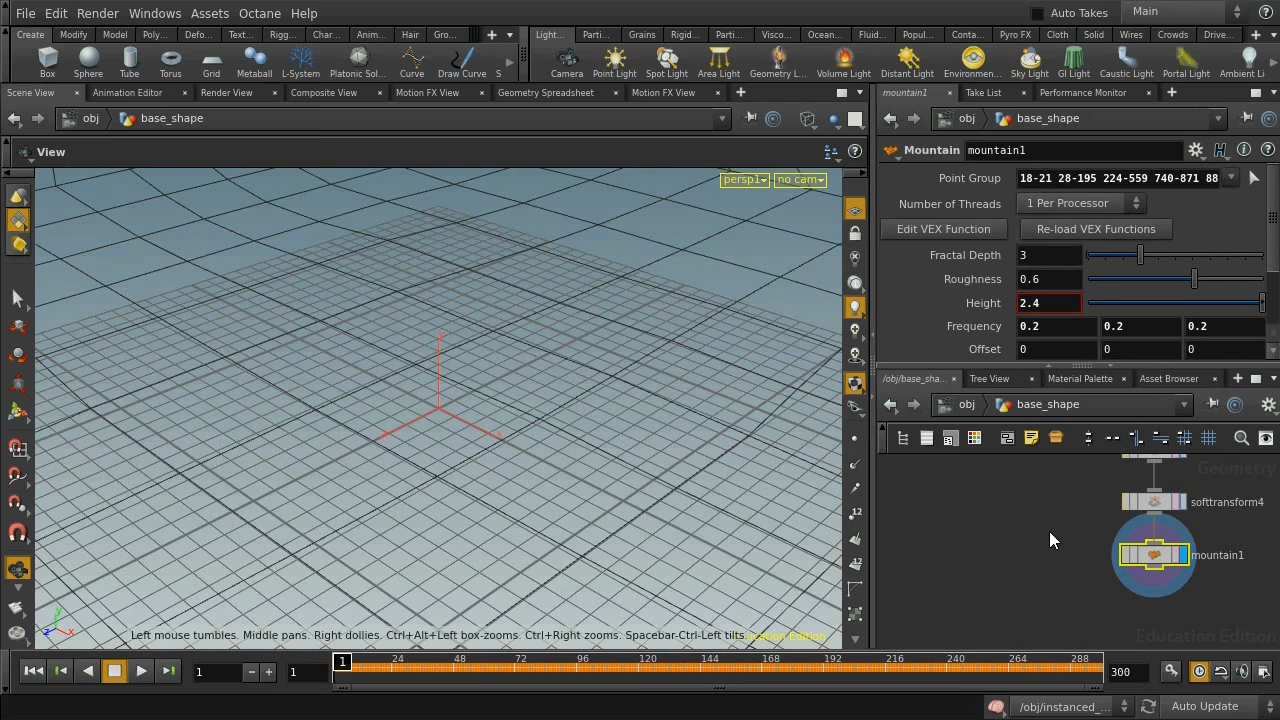 File Edit Render Windows Assets Octane Help Auto Takes Main
Create Modify Model Poly... Defo... Text... Rigg... Char... Anim... Hair Gro... Light... Parti... Grains Rigid... Parti... Visco... Ocean... Fluid... Popul... Conta... Pyro FX Cloth Solid Wires Crowds Drive...
Box Sphere Tube Torus Grid Metaball L-System Platonic Sol... Curve Draw Curve S Camera Point Light Spot Light Area Light Geometry L... Volume Light Distant Light Environmen... Sky Light GI Light Caustic Light Portal Light Ambient Li
Scene View Animation Editor Render View Composite View Motion FX View Geometry Spreadsheet Motion FX View mountain1 Take List Performance Monitor
obj base_shape obj base_shape
View
Mountain mountain1
persp1 no cam
Point Group 18-21 28-195 224-559 740-871 88
Number of Threads 1 Per Processor
Edit VEX Function Re-load VEX Functions
Fractal Depth 3
Roughness 0.6
Height 2.4
Frequency 0.2 0.2 0.2
Offset 0 0 0
/obj/base_sha... Tree View Material Palette Asset Browser
obj base_shape
Geometry
softtransform4
mountain1
Education Edition
12
12
y
z x
Left mouse tumbles. Middle pans. Right dollies. Ctrl+Alt+Left box-zooms. Ctrl+Right zooms. Spacebar-Ctrl-Left tilts.
1 1 1 24 48 72 96 120 144 168 192 216 240 264 288 300
/obj/instanced_... Auto Update